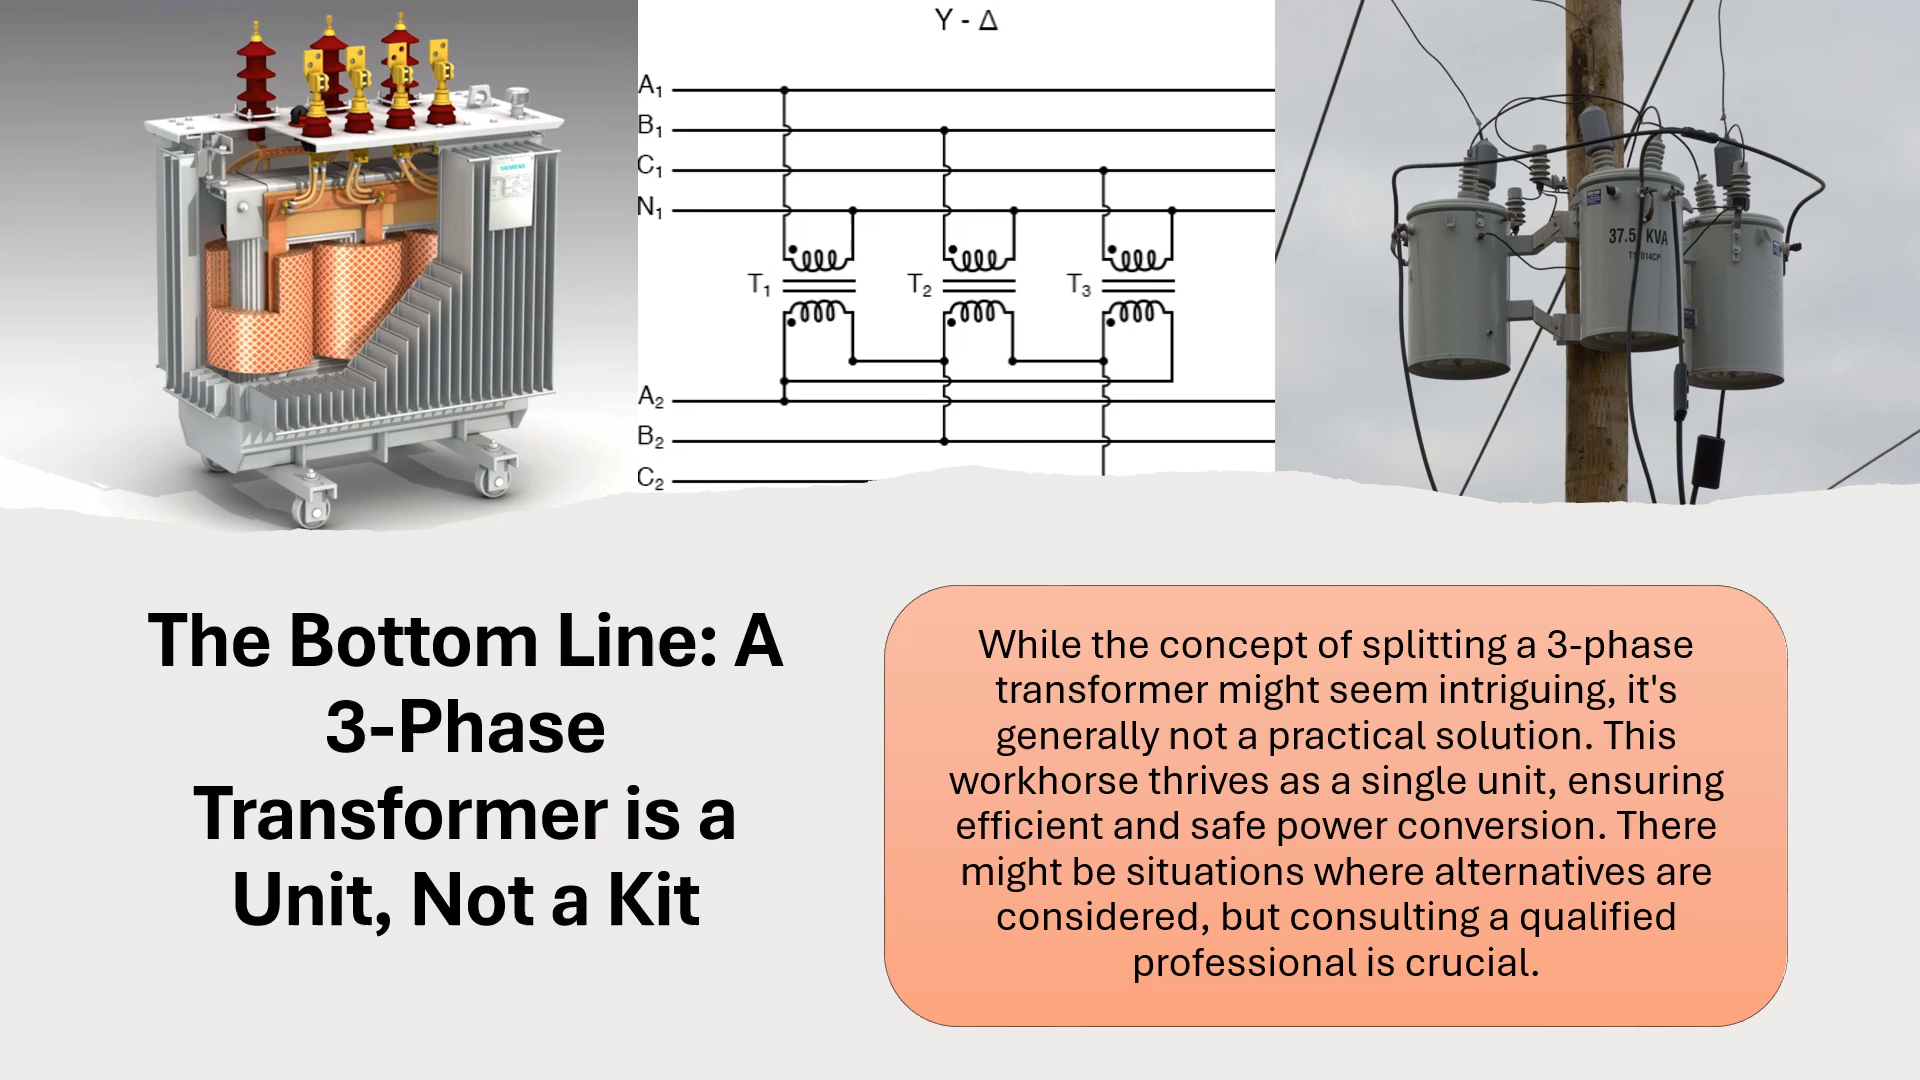 Y - Δ
A₁
B₁
C₁
N₁
T₁ T₂ T₃
A₂
B₂
C₂
SIEMENS
37.5 KVA
The Bottom Line: A
3-Phase
Transformer is a
Unit, Not a Kit
While the concept of splitting a 3-phase
transformer might seem intriguing, it's
generally not a practical solution. This
workhorse thrives as a single unit, ensuring
efficient and safe power conversion. There
might be situations where alternatives are
considered, but consulting a qualified
professional is crucial.